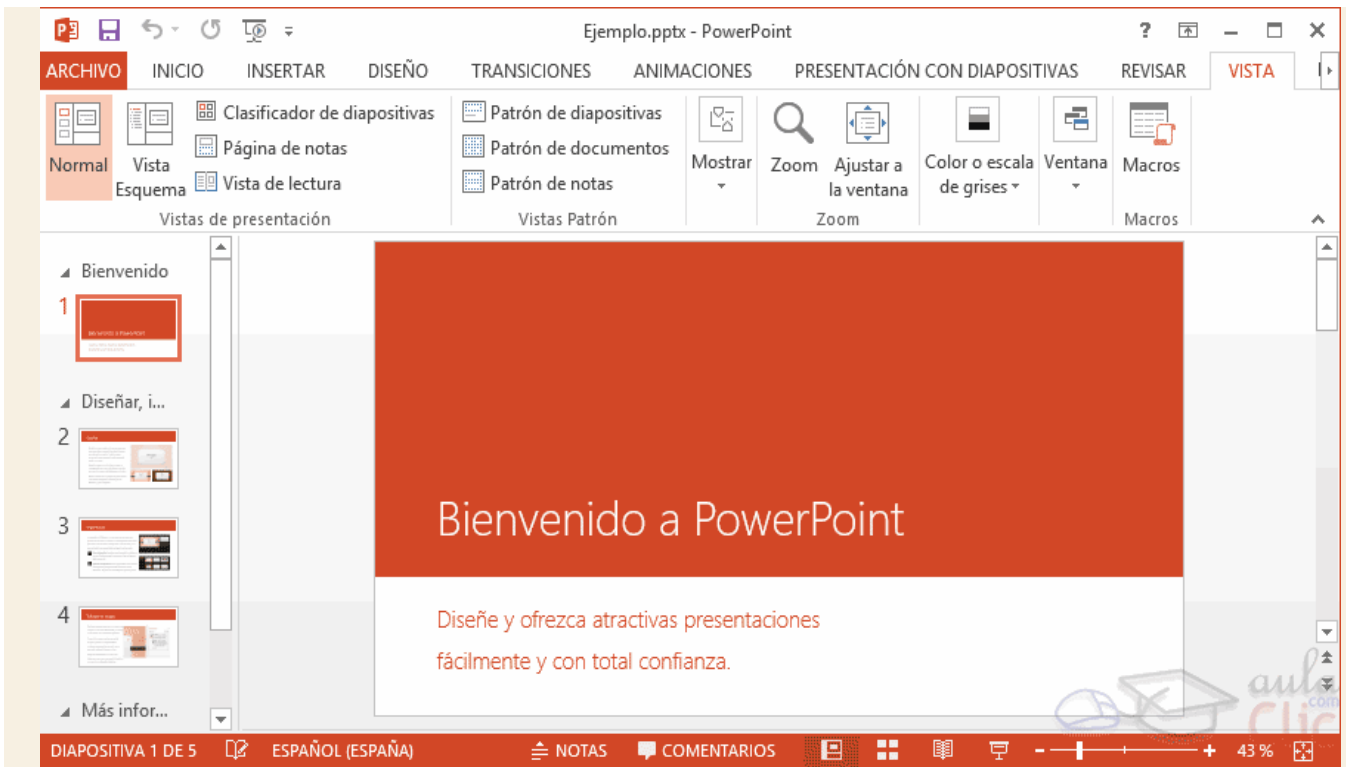 Ejemplo.pptx - PowerPoint
?
ARCHIVO INICIO INSERTAR DISEÑO TRANSICIONES ANIMACIONES PRESENTACIÓN CON DIAPOSITIVAS REVISAR VISTA
Normal
Vista
Esquema
Clasificador de diapositivas
Página de notas
Vista de lectura
Vistas de presentación
Patrón de diapositivas
Patrón de documentos
Patrón de notas
Vistas Patrón
Mostrar
Zoom
Ajustar a
la ventana
Zoom
Color o escala
de grises
Ventana
Macros
Macros
Bienvenido
1
Diseñar, i...
2
3
4
Más infor...
Bienvenido a PowerPoint
Diseñe y ofrezca atractivas presentaciones
fácilmente y con total confianza.
aula
Clic
com
DIAPOSITIVA 1 DE 5 ESPAÑOL (ESPAÑA) NOTAS COMENTARIOS - + 43 %